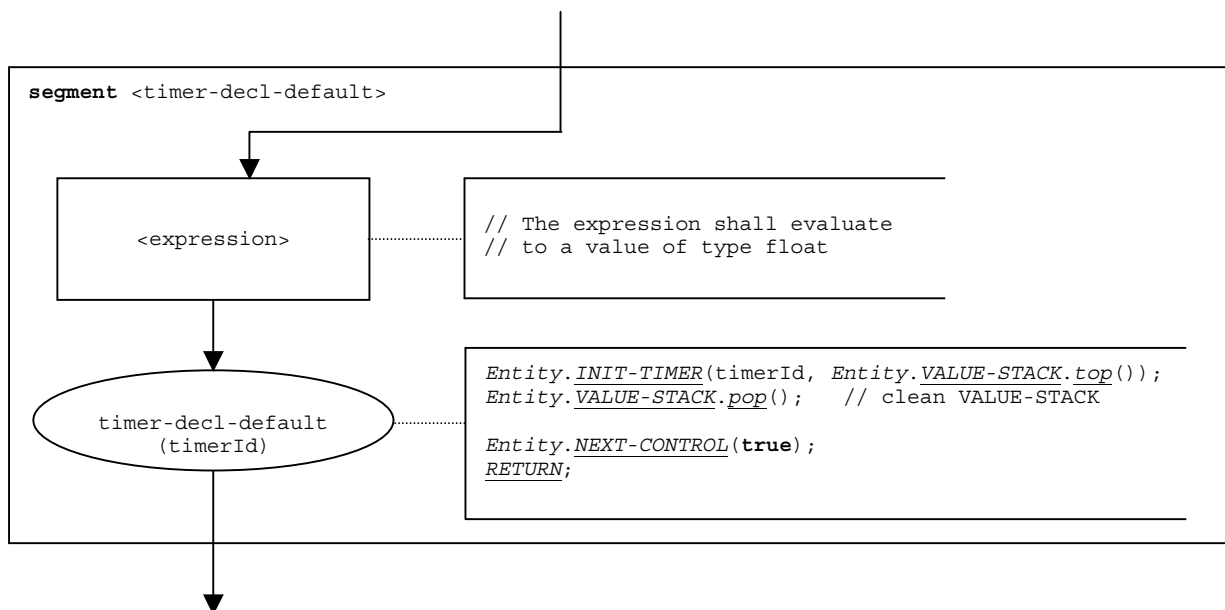 segment <timer-decl-default>
<expression>
// The expression shall evaluate
// to a value of type float
timer-decl-default
(timerId)
Entity.INIT-TIMER(timerId, Entity.VALUE-STACK.top());
Entity.VALUE-STACK.pop();   // clean VALUE-STACK
Entity.NEXT-CONTROL(true);
RETURN;